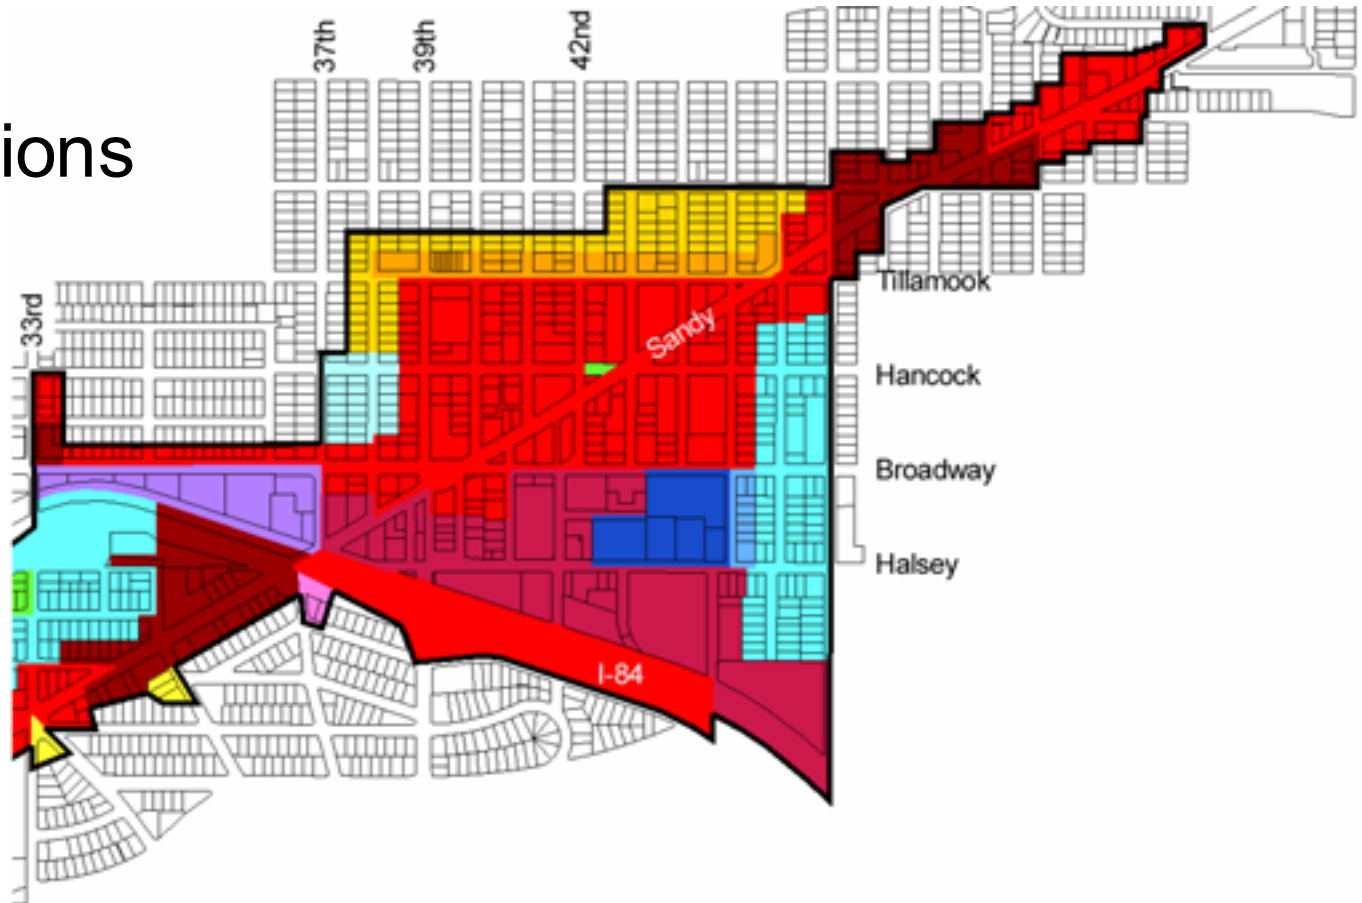 37th
39th
42nd
ions
33rd
Tillamook
Sandy
Hancock
Broadway
Halsey
I-84